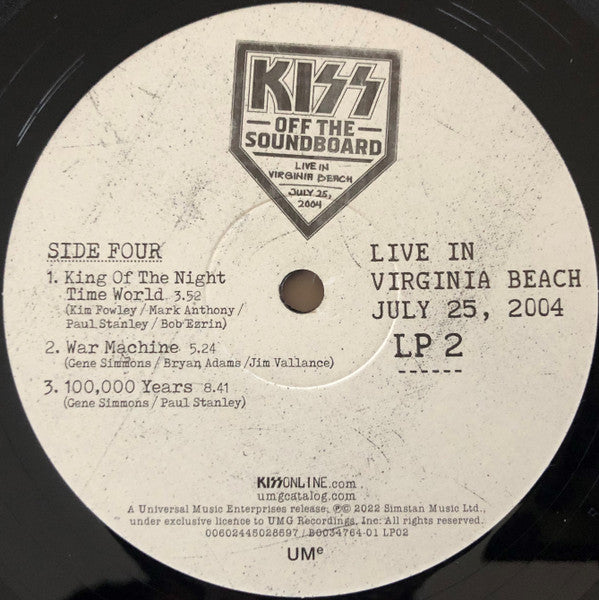 KISS
OFF THE
SOUNDBOARD
LIVE IN
VIRGINIA BEACH
JULY 25,
2004
SIDE FOUR
1. King Of The Night
Time World 3.52
(Kim Fowley / Mark Anthony /
Paul Stanley / Bob Ezrin)
2. War Machine 5.24
(Gene Simmons / Bryan Adams / Jim Vallance)
3. 100,000 Years 8.41
(Gene Simmons / Paul Stanley)
LIVE IN
VIRGINIA BEACH
JULY 25, 2004
LP 2
------
KISSONLINE.com
umgcatalog.com
A Universal Music Enterprises release, ℗© 2022 Simstan Music Ltd.,
under exclusive licence to UMG Recordings, Inc. All rights reserved.
00602445028597 / B0034764-01 LP02
UMe